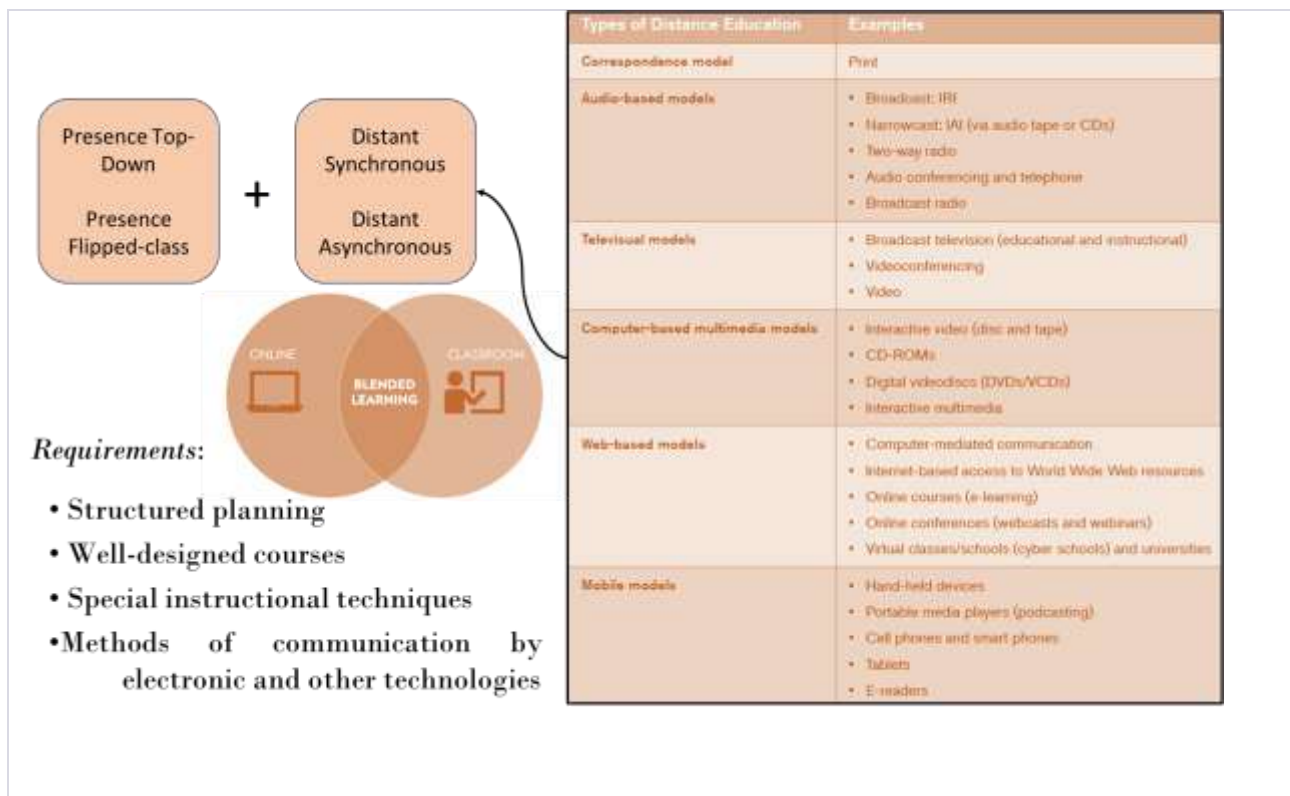 Presence Top-
Down
Presence
Flipped-class
+
Distant
Synchronous
Distant
Asynchronous
ONLINE
CLASSROOM
BLENDED
LEARNING
Requirements:
• Structured planning
• Well-designed courses
• Special instructional techniques
•Methods of communication by
electronic and other technologies
Types of Distance Education Examples
Correspondence model Print
Audio-based models • Broadcast: IRI
• Narrowcast: IAI (via audio tape or CDs)
• Two-way radio
• Audio conferencing and telephone
• Broadcast radio
Televisual models • Broadcast television (educational and instructional)
• Videoconferencing
• Video
Computer-based multimedia models • Interactive video (disc and tape)
• CD-ROMs
• Digital videodiscs (DVDs/VCDs)
• Interactive multimedia
Web-based models • Computer-mediated communication
• Internet-based access to World Wide Web resources
• Online courses (e-learning)
• Online conferences (webcasts and webinars)
• Virtual classes/schools (cyber schools) and universities
Mobile models • Hand-held devices
• Portable media players (podcasting)
• Cell phones and smart phones
• Tablets
• E-readers